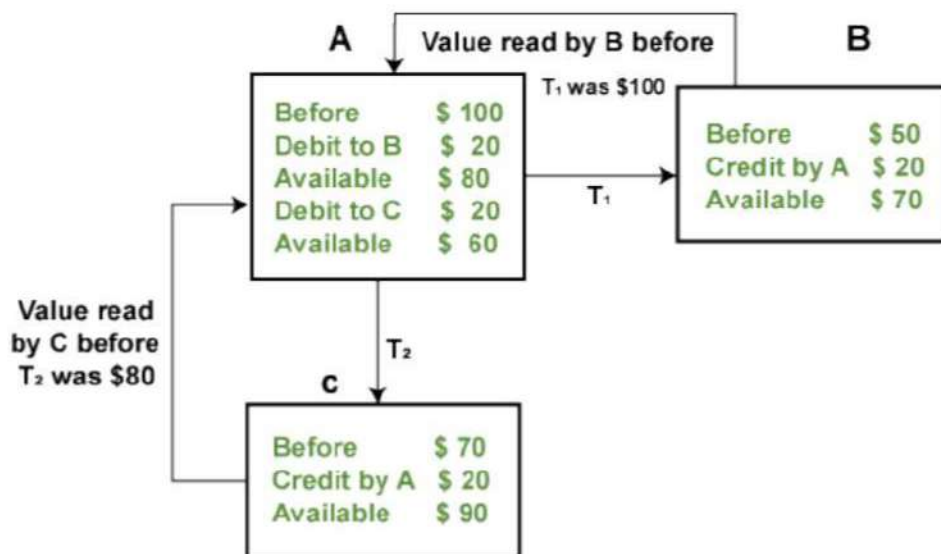 A
Value read by B before
T₁ was $100
B
Before $ 100
Debit to B $ 20
Available $ 80
Debit to C $ 20
Available $ 60
T₁
Before $ 50
Credit by A $ 20
Available $ 70
Value read
by C before
T₂ was $80
T₂
C
Before $ 70
Credit by A $ 20
Available $ 90